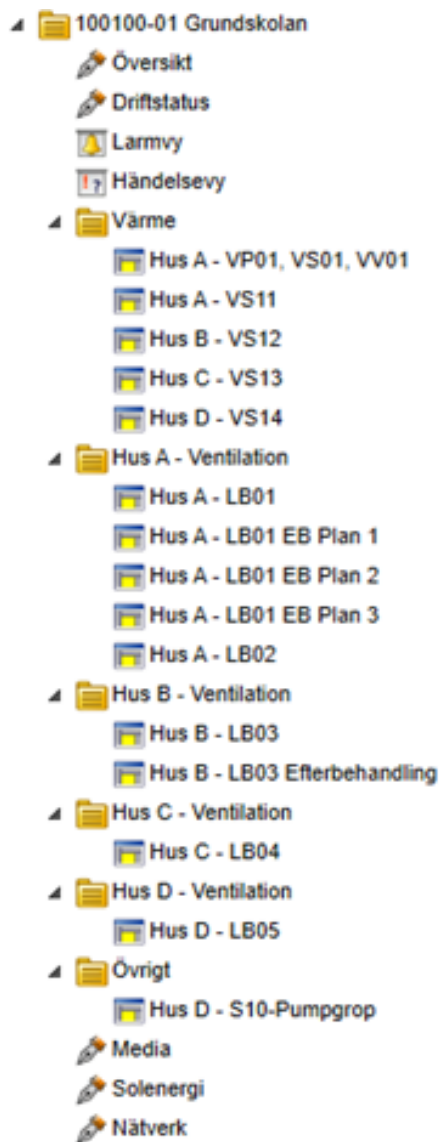 100100-01 Grundskolan
Översikt
Driftstatus
Larmvy
Händelsevy
Värme
Hus A - VP01, VS01, VV01
Hus A - VS11
Hus B - VS12
Hus C - VS13
Hus D - VS14
Hus A - Ventilation
Hus A - LB01
Hus A - LB01 EB Plan 1
Hus A - LB01 EB Plan 2
Hus A - LB01 EB Plan 3
Hus A - LB02
Hus B - Ventilation
Hus B - LB03
Hus B - LB03 Efterbehandling
Hus C - Ventilation
Hus C - LB04
Hus D - Ventilation
Hus D - LB05
Övrigt
Hus D - S10-Pumpgrop
Media
Solenergi
Nätverk